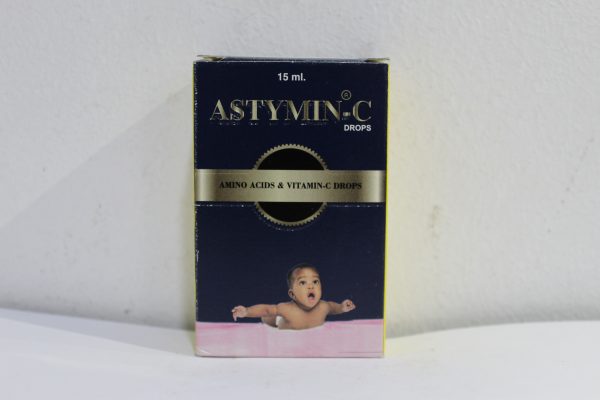 15 ml.
ASTYMIN-C®
DROPS
AMINO ACIDS & VITAMIN-C DROPS